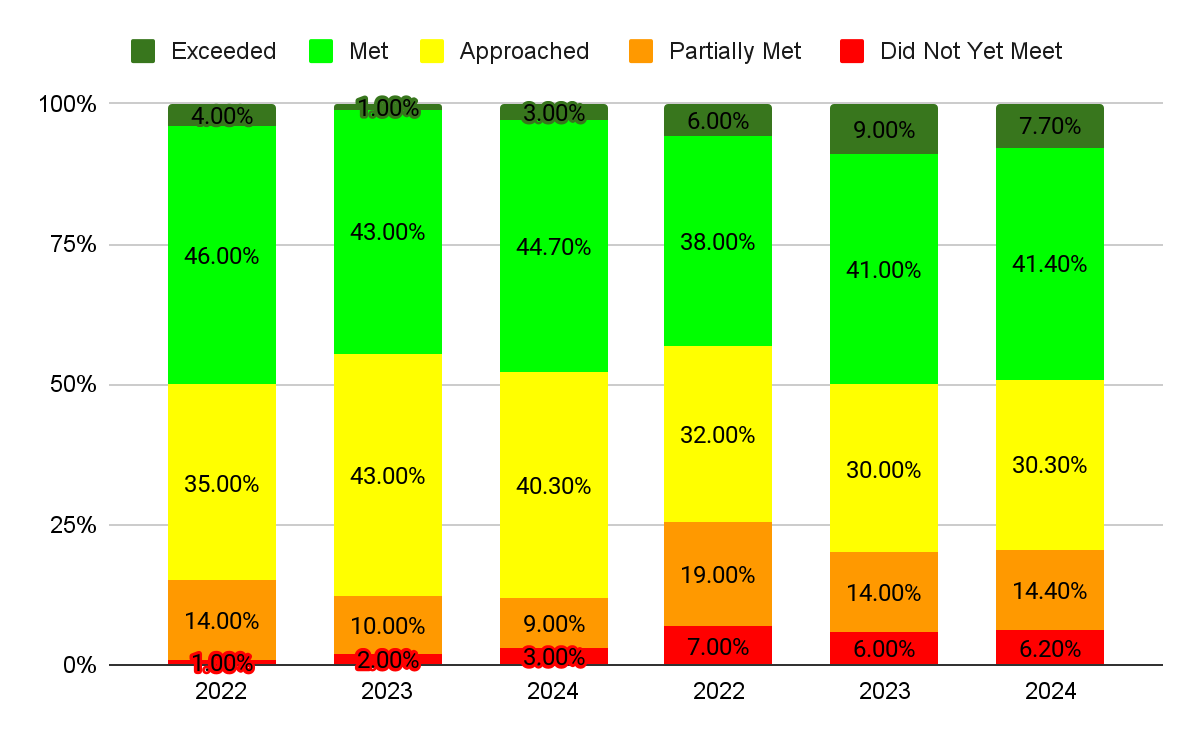 Exceeded Met Approached Partially Met Did Not Yet Meet
100%
75%
50%
25%
0%
4.00% 1.00% 3.00% 6.00% 9.00% 7.70%
46.00% 43.00% 44.70% 38.00% 41.00% 41.40%
35.00% 43.00% 40.30% 32.00% 30.00% 30.30%
14.00% 10.00% 9.00% 19.00% 14.00% 14.40%
1.00% 2.00% 3.00% 7.00% 6.00% 6.20%
2022 2023 2024 2022 2023 2024